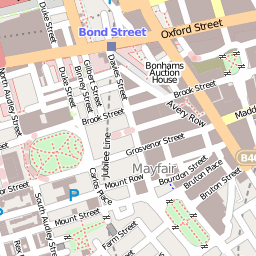 Bond Street
Oxford Street
Duke Street
Duke Street
Gilbert St
Binney Street
Davies Street
Bonhams
Auction
House
Brook Street
Brook Street
Avery Row
North Audley Street
Jubilee Line
Grosvenor Street
Mayfair
B40
Mount Row
Carlos Place
Bourdon Street
Bruton Place
Bruton Street
P
P
Mount Street
South Audley Street
Farm Street